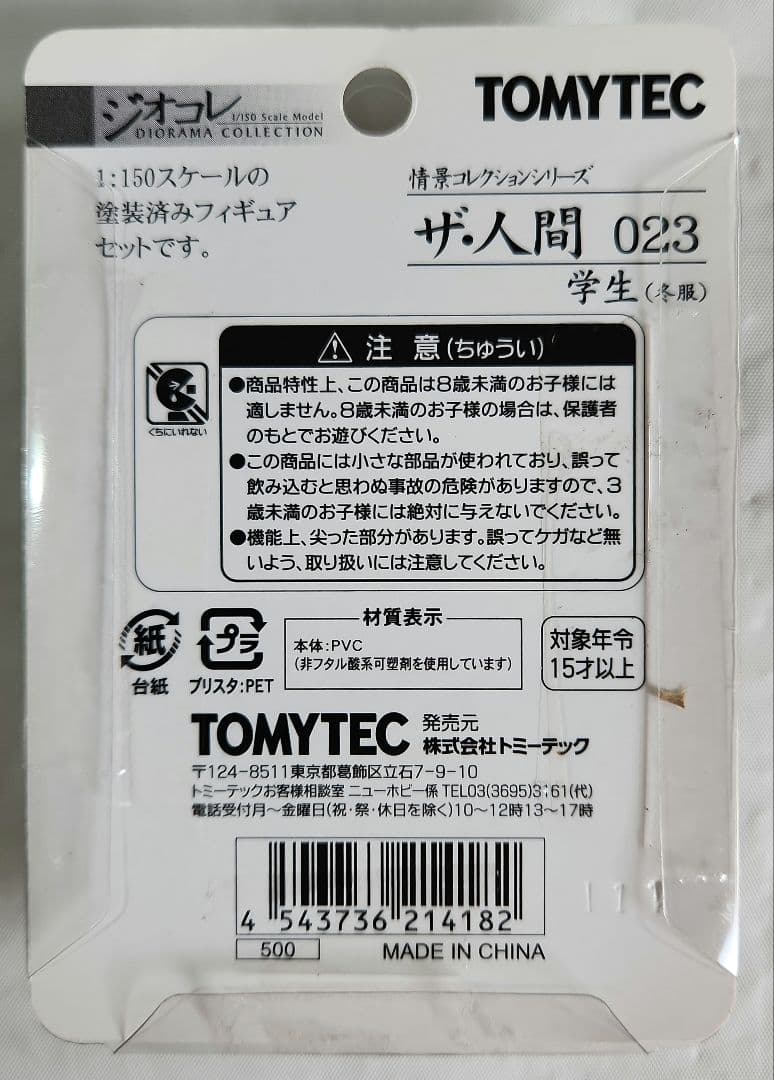 ジオコレ
1/150 Scale Model
DIORAMA COLLECTION
TOMYTEC
1:150スケールの
塗装済みフィギュア
セットです。
情景コレクションシリーズ
ザ・人間 023
学生(冬服)
くちにいれない
注 意(ちゅうい)
●商品特性上、この商品は8歳未満のお子様には
適しません。8歳未満のお子様の場合は、保護者
のもとでお遊びください。
●この商品には小さな部品が使われており、誤って
飲み込むと思わぬ事故の危険がありますので、3
歳未満のお子様には絶対に与えないでください。
●機能上、尖った部分があります。誤ってケガなど無
いよう、取り扱いには注意してください。
紙
台紙
プラ
ブリスタ:PET
材質表示
本体:PVC
(非フタル酸系可塑剤を使用しています)
対象年令
15才以上
TOMYTEC
発売元
株式会社トミーテック
〒124-8511東京都葛飾区立石7-9-10
トミーテックお客様相談室 ニューホビー係 TEL03(3695)3161(代)
電話受付月〜金曜日(祝・祭・休日を除く)10〜12時13〜17時
4 543736 214182
500
MADE IN CHINA
111